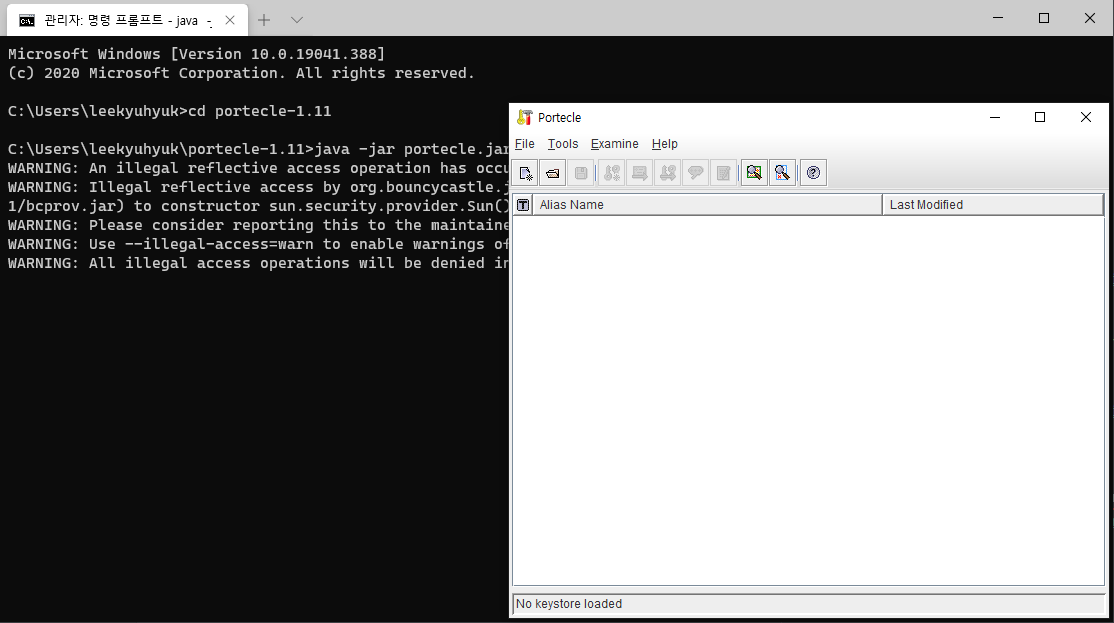 관리자: 명령 프롬프트 - java -
Microsoft Windows [Version 10.0.19041.388]
(c) 2020 Microsoft Corporation. All rights reserved.
C:\Users\leekyuhyuk>cd portecle-1.11
C:\Users\leekyuhyuk\portecle-1.11>java -jar portecle.jar
WARNING: An illegal reflective access operation has occu
WARNING: Illegal reflective access by org.bouncycastle.j
1/bcprov.jar) to constructor sun.security.provider.Sun()
WARNING: Please consider reporting this to the maintaine
WARNING: Use --illegal-access=warn to enable warnings of
WARNING: All illegal access operations will be denied in
Portecle
File Tools Examine Help
T Alias Name Last Modified
No keystore loaded